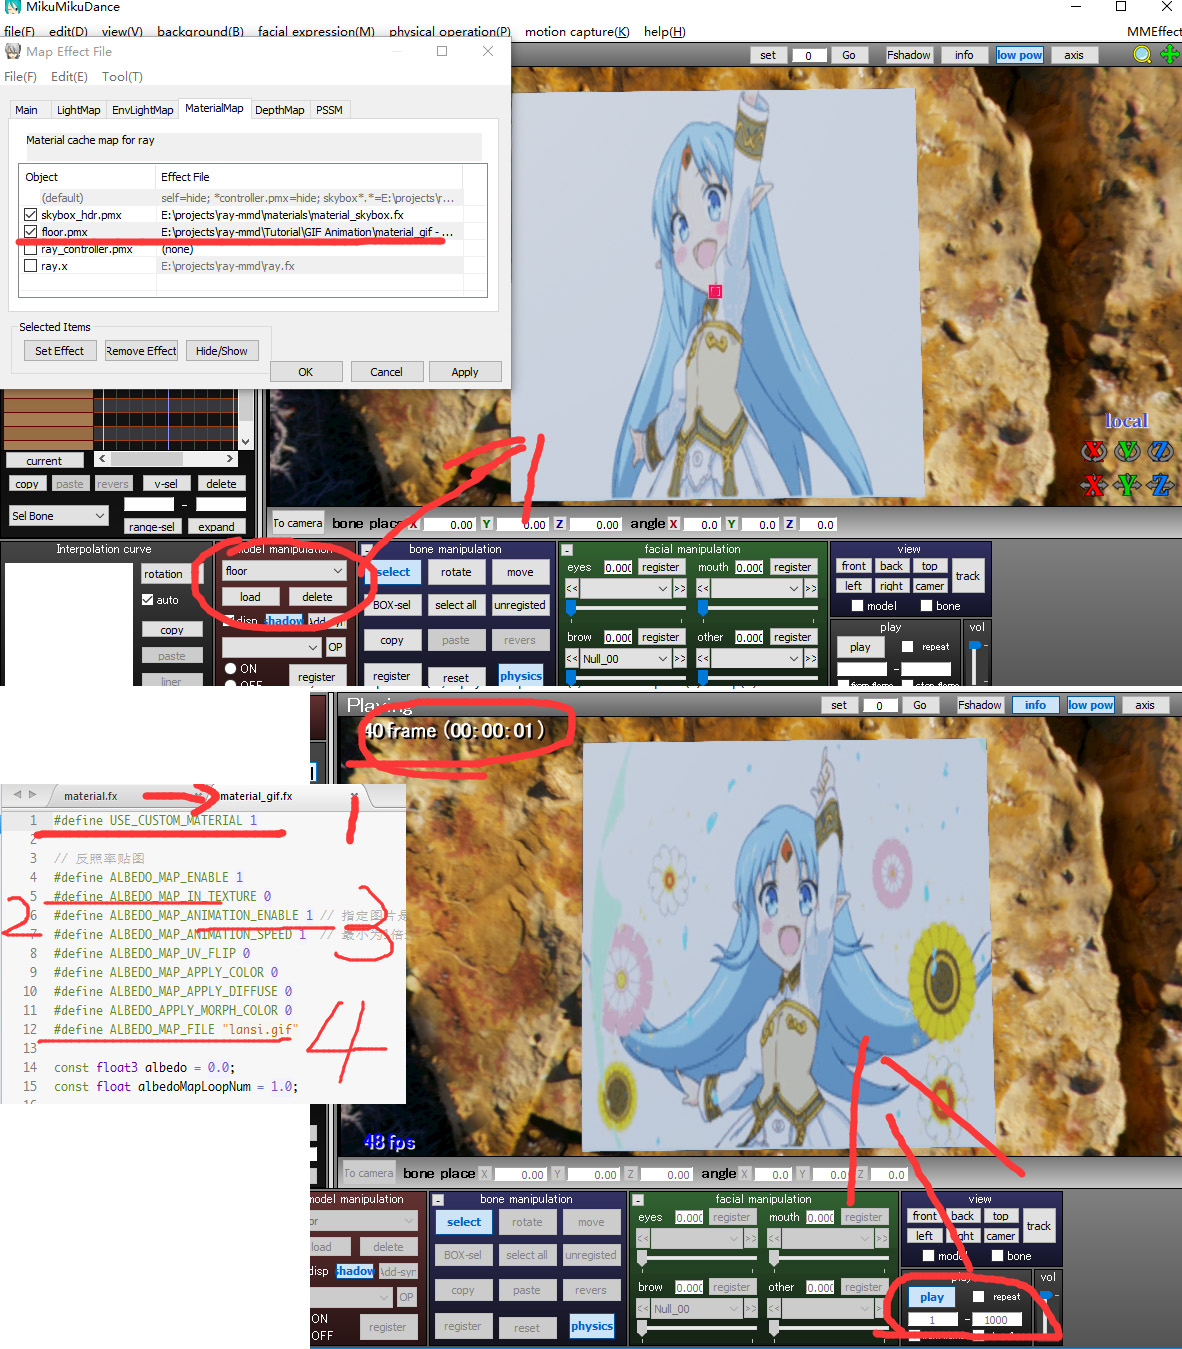 MikuMikuDance
file(F) edit(D) view(V) background(B) facial expression(M) physical operation(P) motion capture(K) help(H) MMEffect
Map Effect File
File(F) Edit(E) Tool(T)
Main LightMap EnvLightMap MaterialMap DepthMap PSSM
Material cache map for ray
Object Effect File
(default) self=hide; *controller.pmx=hide; skybox*.*=E:\projects\r...
skybox_hdr.pmx E:\projects\ray-mmd\materials\material_skybox.fx
floor.pmx E:\projects\ray-mmd\Tutorial\GIF Animation\material_gif - ...
ray_controller.pmx (none)
ray.x E:\projects\ray-mmd\ray.fx
Selected Items
Set Effect Remove Effect Hide/Show
OK Cancel Apply
set 0 Go Fshadow info low pow axis
local
X Y Z
X Y Z
1
current
copy paste revers v-sel delete
Sel Bone -
range-sel expand
To camera bone place X 0.00 Y 0.00 Z 0.00 angle X 0.0 Y 0.0 Z 0.0
Interpolation curve
rotation
auto
copy
paste
liner
model manipulation
floor
load delete
disp shadow Add-syn
OP
ON
OFF register
- bone manipulation
select rotate move
BOX-sel select all unregisted
copy paste revers
register reset physics
- facial manipulation
eyes 0.000 register mouth 0.000 register
<< >> << >>
brow 0.000 register other 0.000 register
<< Null_00 >> << >>
view
front back top
left right camer track
model bone
play
play repeat
-
vol
Playing
40 frame (00:00:01)
set 0 Go Fshadow info low pow axis
material.fx material_gif.fx
1
1 #define USE_CUSTOM_MATERIAL 1
2
3 // 反照率贴图
4 #define ALBEDO_MAP_ENABLE 1
5 #define ALBEDO_MAP_IN_TEXTURE 0
6 #define ALBEDO_MAP_ANIMATION_ENABLE 1 // 指定图片是
7 #define ALBEDO_MAP_ANIMATION_SPEED 1 // 最小为1倍
8 #define ALBEDO_MAP_UV_FLIP 0
9 #define ALBEDO_MAP_APPLY_COLOR 0
10 #define ALBEDO_MAP_APPLY_DIFFUSE 0
11 #define ALBEDO_APPLY_MORPH_COLOR 0
12 #define ALBEDO_MAP_FILE "lansi.gif"
13
14 const float3 albedo = 0.0;
15 const float albedoMapLoopNum = 1.0;
2
3
4
48 fps
To camera bone place X 0.00 Y 0.00 Z 0.00 angle X 0.0 Y 0.0 Z 0.0
model manipulation
load delete
disp shadow Add-syn
OP
ON
OFF register
- bone manipulation
select rotate move
BOX-sel select all unregisted
copy paste revers
register reset physics
- facial manipulation
eyes 0.000 register mouth 0.000 register
<< >> << >>
brow 0.000 register other 0.000 register
<< Null_00 >> << >>
view
front back top
left right camer track
model bone
play
play repeat
1 - 1000
vol